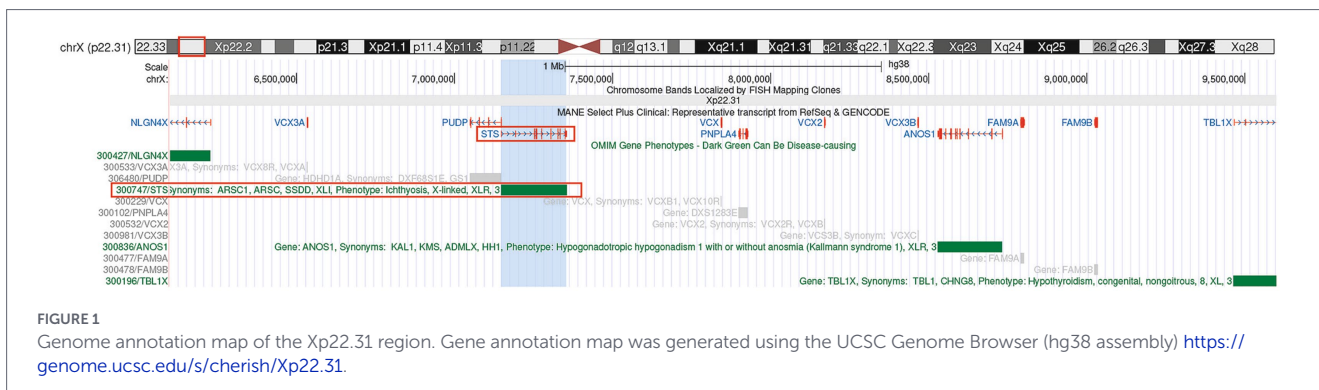 chrX (p22.31) 22.33 Xp22.2 p21.3 Xp21.1 p11.4 Xp11.3 p11.22 q12 q13.1 Xq21.1 Xq21.31 q21.33 q22.1 Xq22.3 Xq23 Xq24 Xq25 26.2 q26.3 Xq27.3 Xq28
Scale 1 Mb hg38
chrX: 6,500,000 7,000,000 7,500,000 8,000,000 8,500,000 9,000,000 9,500,000
Chromosome Bands Localized by FISH Mapping Clones
Xp22.31
MANE Select Plus Clinical: Representative transcript from RefSeq & GENCODE
NLGN4X VCX3A PUDP VCX VCX2 VCX3B FAM9A FAM9B TBL1X
STS PNPLA4 ANOS1
OMIM Gene Phenotypes - Dark Green Can Be Disease-causing
300427/NLGN4X
300533/VCX3A X3A, Synonyms: VCX8R, VCXA
306480/PUDP Gene: HDHD1A, Synonyms: DXF68S1E, GS1
300747/STS Synonyms: ARSC1, ARSC, SSDD, XLI, Phenotype: Ichthyosis, X-linked, XLR, 3
300229/VCX Gene: VCX, Synonyms: VCXB1, VCX10R
300102/PNPLA4 Gene: DXS1283E
300532/VCX2 Gene: VCX2, Synonyms: VCX2R, VCXB
300981/VCX3B Gene: VCS3B, Synonym: VCXC
300836/ANOS1 Gene: ANOS1, Synonyms: KAL1, KMS, ADMLX, HH1, Phenotype: Hypogonadotropic hypogonadism 1 with or without anosmia (Kallmann syndrome 1), XLR, 3
300477/FAM9A Gene: FAM9A
300478/FAM9B Gene: FAM9B
300196/TBL1X Gene: TBL1X, Synonyms: TBL1, CHNG8, Phenotype: Hypothyroidism, congenital, nongoitrous, 8, XL, 3
FIGURE 1
Genome annotation map of the Xp22.31 region. Gene annotation map was generated using the UCSC Genome Browser (hg38 assembly) https://
genome.ucsc.edu/s/cherish/Xp22.31.